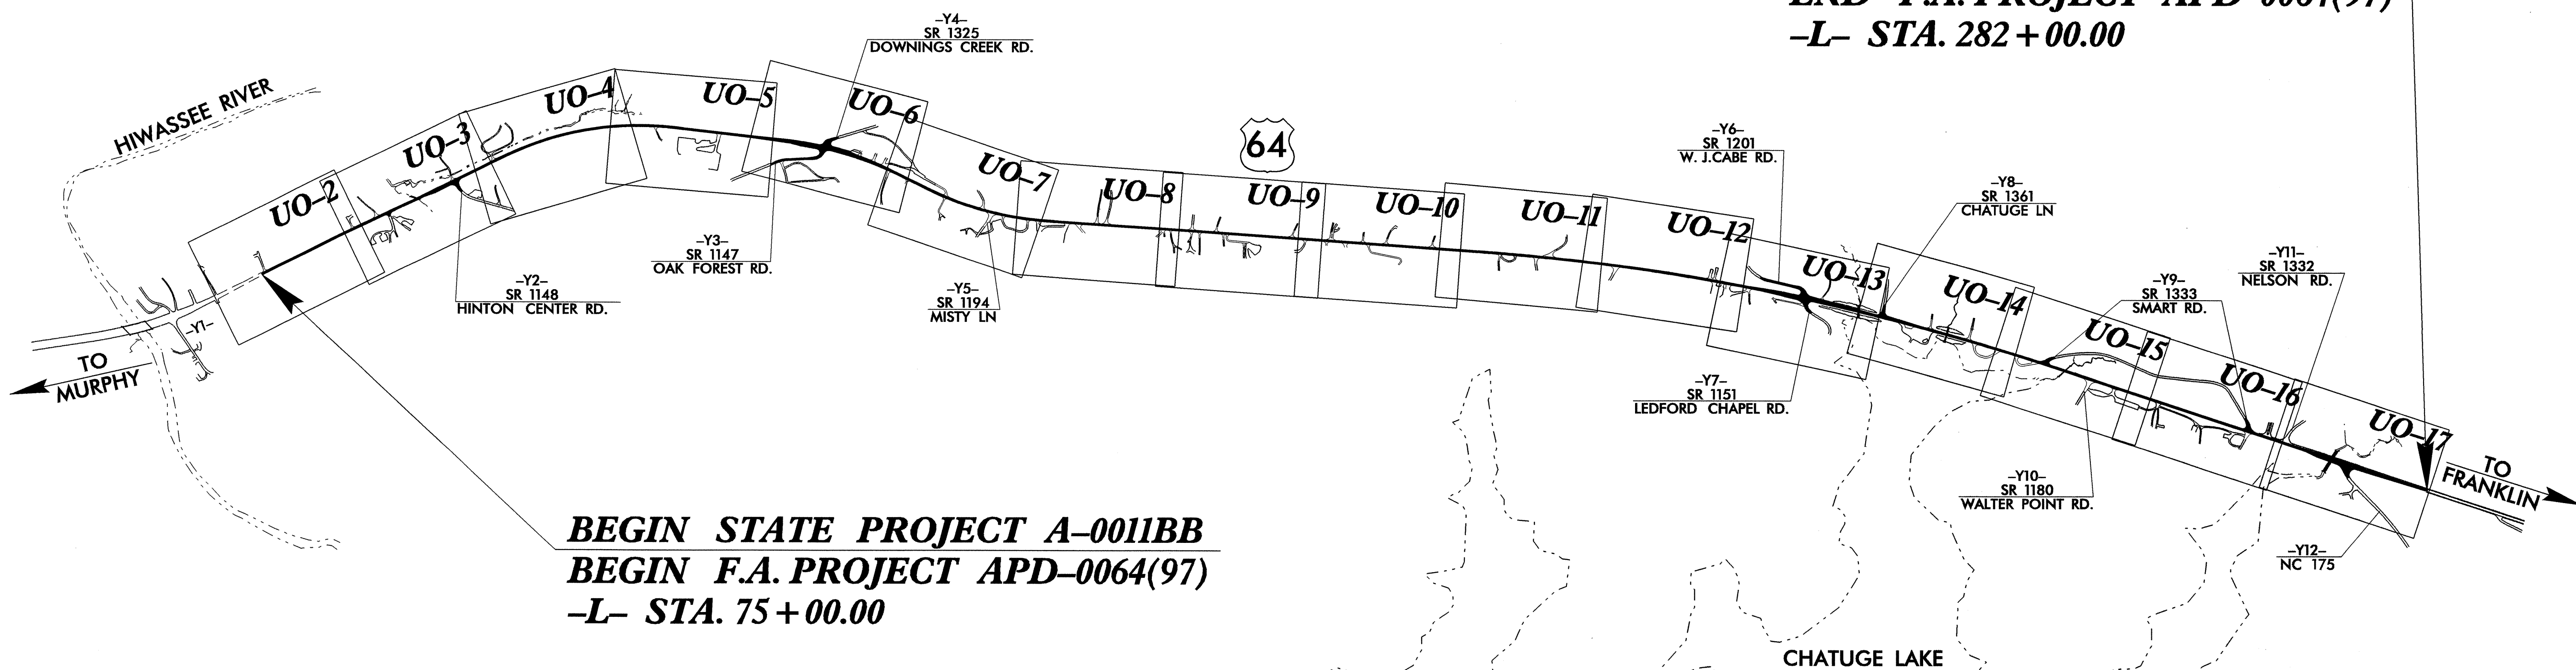 END F.A. PROJECT APD–0064(97)
–L– STA. 282+00.00
–Y4–
SR 1325
DOWNINGS CREEK RD.
HIWASSEE RIVER
UO–2
UO–3
UO–4
UO–5
UO–6
UO–7
UO–8
UO–9
UO–10
UO–11
UO–12
UO–13
UO–14
UO–15
UO–16
UO–17
64
–Y6–
SR 1201
W. J.CABE RD.
–Y8–
SR 1361
CHATUGE LN
–Y11–
SR 1332
NELSON RD.
–Y9–
SR 1333
SMART RD.
–Y3–
SR 1147
OAK FOREST RD.
–Y2–
SR 1148
HINTON CENTER RD.
–Y5–
SR 1194
MISTY LN
–Y1–
TO
MURPHY
–Y7–
SR 1151
LEDFORD CHAPEL RD.
–Y10–
SR 1180
WALTER POINT RD.
TO
FRANKLIN
–Y12–
NC 175
BEGIN STATE PROJECT A–0011BB
BEGIN F.A. PROJECT APD–0064(97)
–L– STA. 75+00.00
CHATUGE LAKE